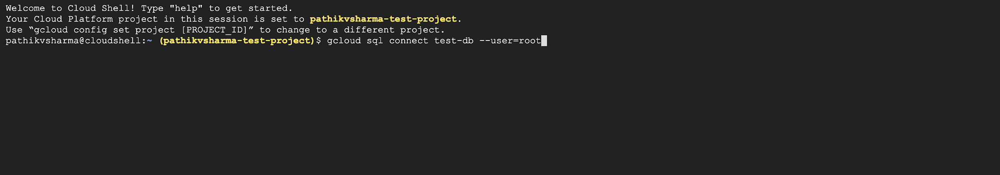 Welcome to Cloud Shell! Type "help" to get started.
Your Cloud Platform project in this session is set to pathikvsharma-test-project.
Use “gcloud config set project [PROJECT_ID]” to change to a different project.
pathikvsharma@cloudshell:~ (pathikvsharma-test-project)$ gcloud sql connect test-db --user=root